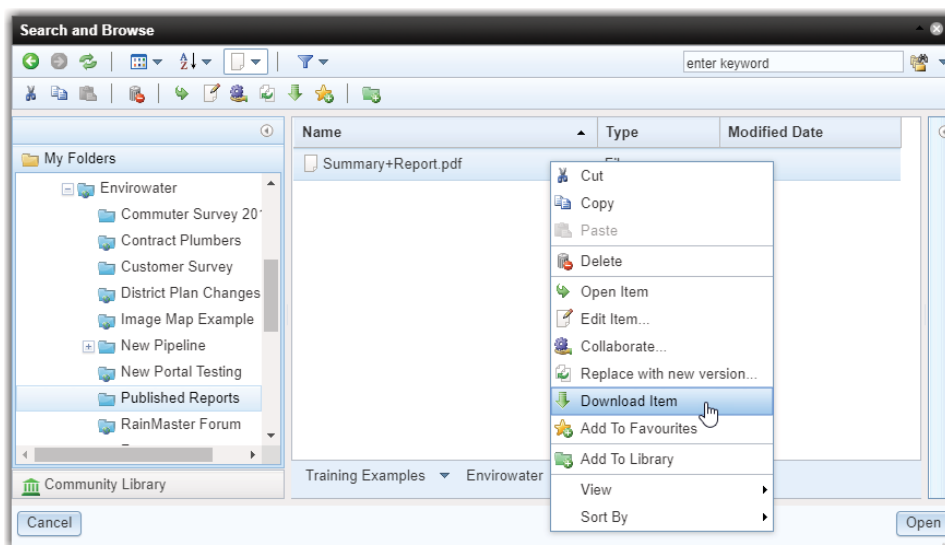 Search and Browse
enter keyword
My Folders
Envirowater
Commuter Survey 20
Contract Plumbers
Customer Survey
District Plan Changes
Image Map Example
New Pipeline
New Portal Testing
Published Reports
RainMaster Forum
Community Library
Name Type Modified Date
Summary+Report.pdf
Cut
Copy
Paste
Delete
Open Item
Edit Item...
Collaborate...
Replace with new version...
Download Item
Add To Favourites
Add To Library
View
Sort By
Training Examples Envirowater
Cancel Open